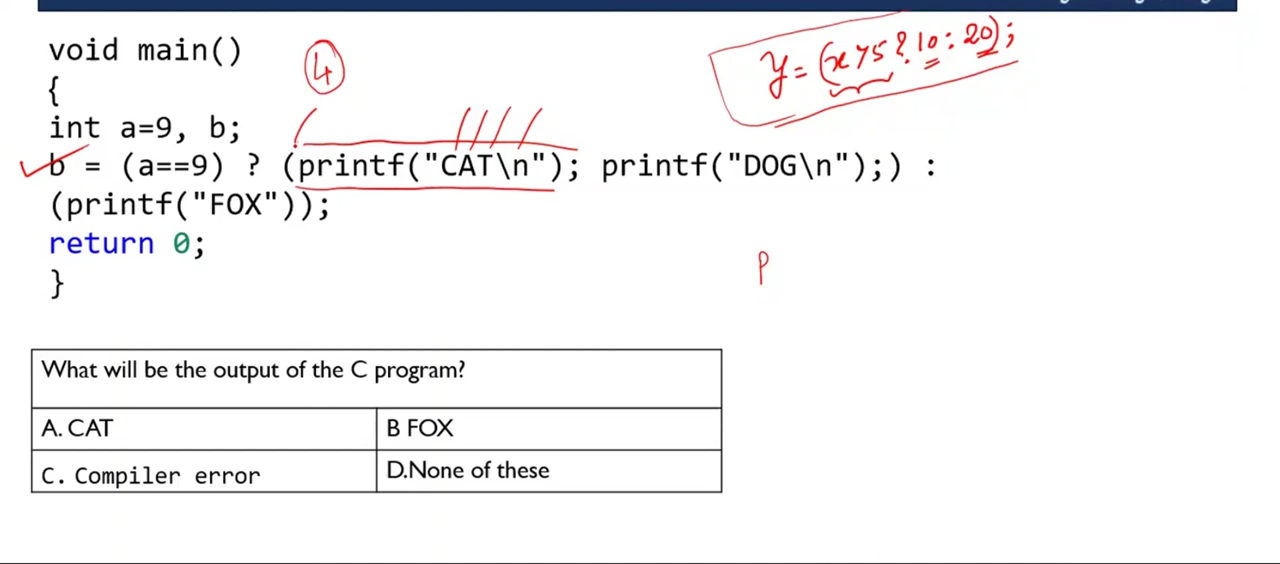 void main()
④
y = (x>5 ? 10 : 20);
{
int a=9, b;
b = (a==9) ? (printf("CAT\n"); printf("DOG\n");) :
(printf("FOX"));
return 0;
P
}
What will be the output of the C program?
A. CAT
B FOX
C. Compiler error
D.None of these